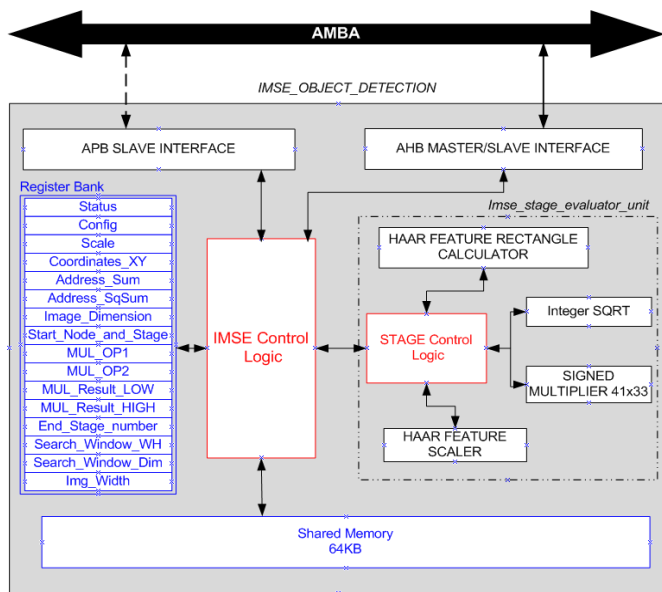 AMBA
IMSE_OBJECT_DETECTION
APB SLAVE INTERFACE
AHB MASTER/SLAVE INTERFACE
Register Bank
Status
Config
Scale
Coordinates_XY
Address_Sum
Address_SqSum
Image_Dimension
Start_Node_and_Stage
MUL_OP1
MUL_OP2
MUL_Result_LOW
MUL_Result_HIGH
End_Stage_number
Search_Window_WH
Search_Window_Dim
Img_Width
IMSE Control
Logic
Imse_stage_evaluator_unit
HAAR FEATURE RECTANGLE
CALCULATOR
STAGE Control
Logic
Integer SQRT
SIGNED
MULTIPLIER 41x33
HAAR FEATURE
SCALER
Shared Memory
64KB